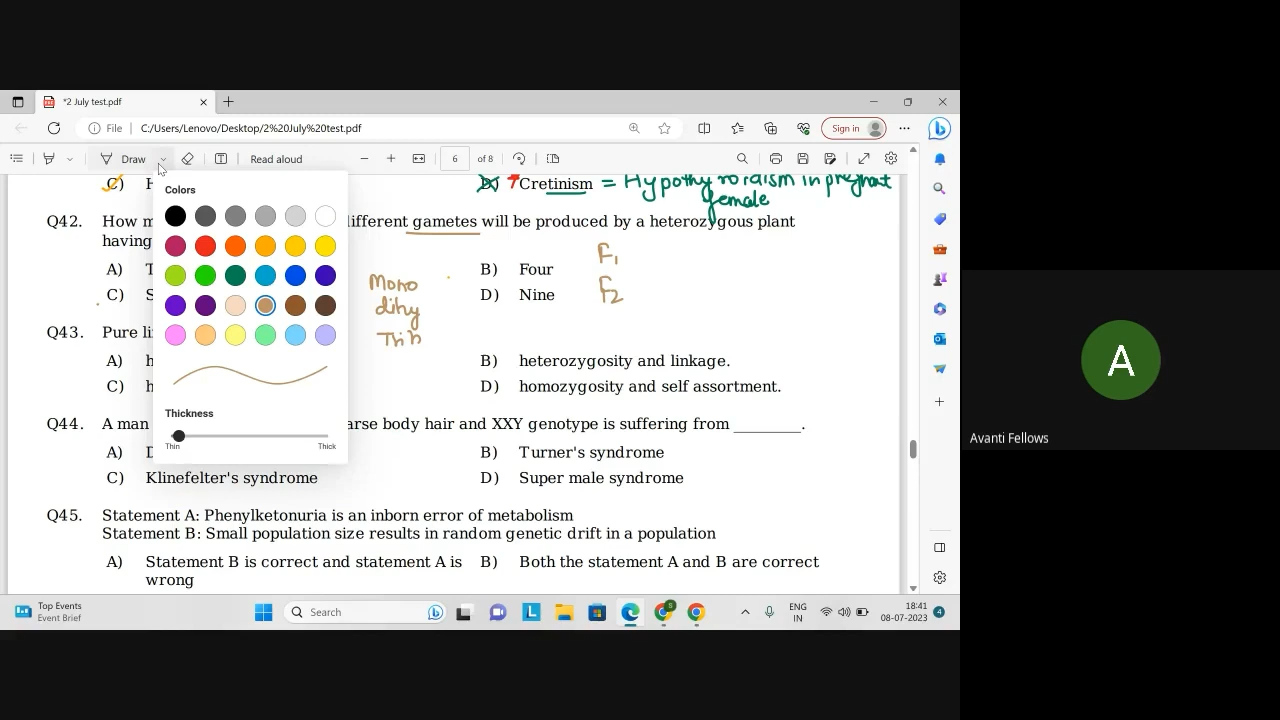 *2 July test.pdf
File C:/Users/Lenovo/Desktop/2%20July%20test.pdf Sign in
Draw Read aloud 6 of 8
Colors
Thickness
Thin Thick
C) H
D) Cretinism = Hypothyroidism in pregnant
female
Q42. How m ifferent gametes will be produced by a heterozygous plant
having
A) T B) Four
C) S D) Nine
F1
F2
Mono
dihy
Q43. Pure li
A) h B) heterozygosity and linkage.
C) h D) homozygosity and self assortment.
Q44. A man arse body hair and XXY genotype is suffering from ________.
A) D B) Turner's syndrome
C) Klinefelter's syndrome D) Super male syndrome
Q45. Statement A: Phenylketonuria is an inborn error of metabolism
Statement B: Small population size results in random genetic drift in a population
A) Statement B is correct and statement A is B) Both the statement A and B are correct
wrong
A
Avanti Fellows
Top Events
Event Brief
Search
L
ENG
IN
18:41
08-07-2023
4